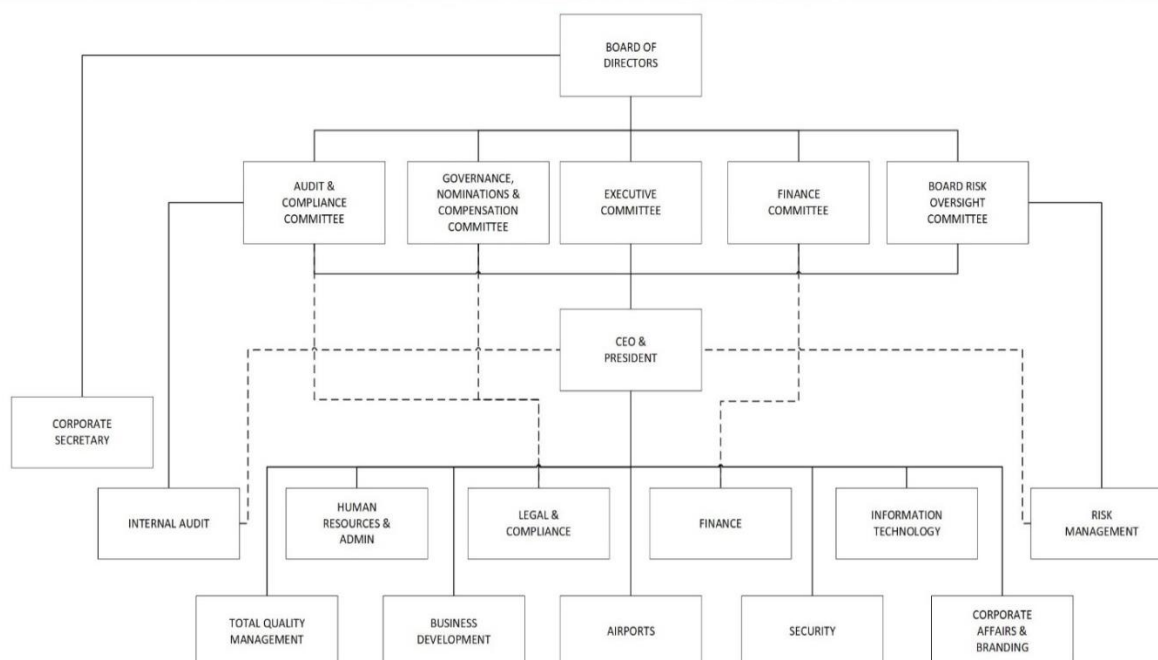 BOARD OF
DIRECTORS
AUDIT &
COMPLIANCE
COMMITTEE
GOVERNANCE,
NOMINATIONS &
COMPENSATION
COMMITTEE
EXECUTIVE
COMMITTEE
FINANCE
COMMITTEE
BOARD RISK
OVERSIGHT
COMMITTEE
CEO &
PRESIDENT
CORPORATE
SECRETARY
INTERNAL AUDIT
HUMAN
RESOURCES &
ADMIN
LEGAL &
COMPLIANCE
FINANCE
INFORMATION
TECHNOLOGY
RISK
MANAGEMENT
TOTAL QUALITY
MANAGEMENT
BUSINESS
DEVELOPMENT
AIRPORTS
SECURITY
CORPORATE
AFFAIRS &
BRANDING